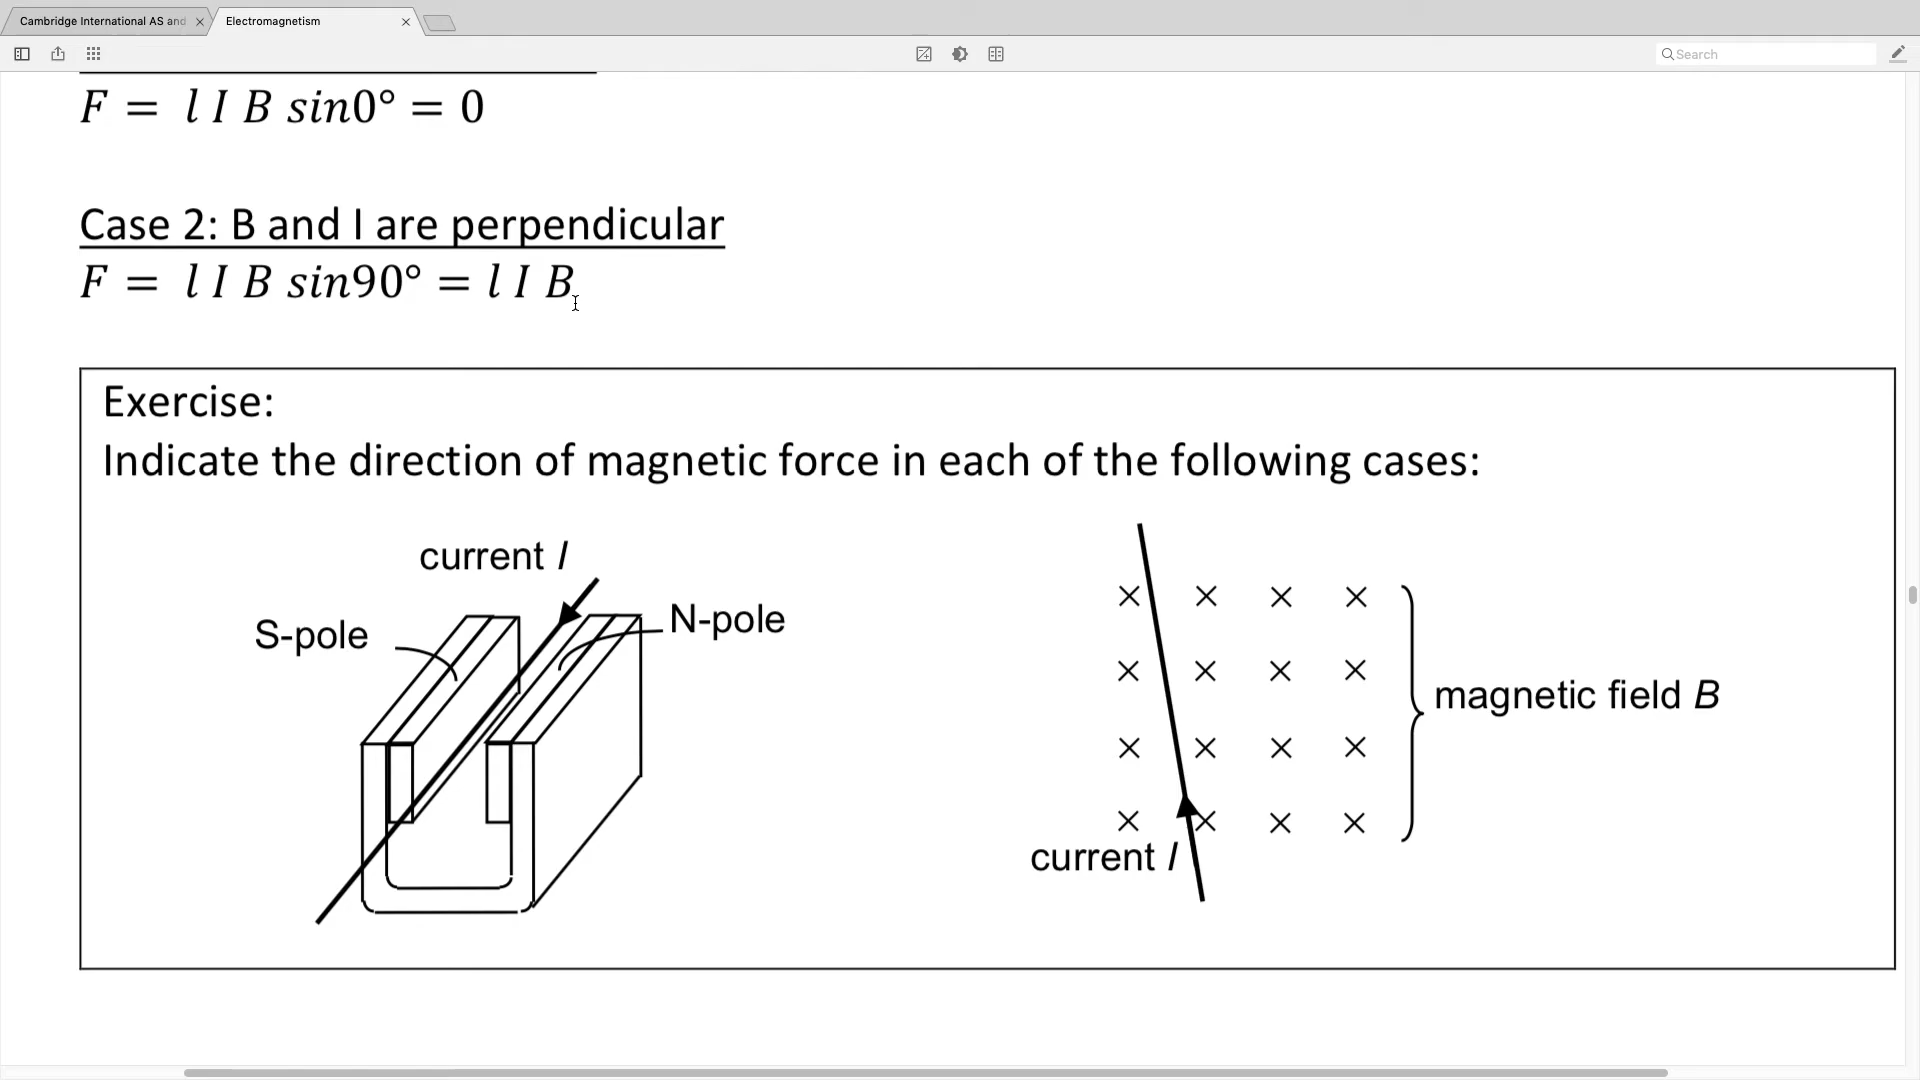 Cambridge International AS and
Electromagnetism
Search
F = l I B sin0° = 0
Case 2: B and I are perpendicular
F = l I B sin90° = l I B
Exercise:
Indicate the direction of magnetic force in each of the following cases:
current I
S-pole
N-pole
magnetic field B
current I